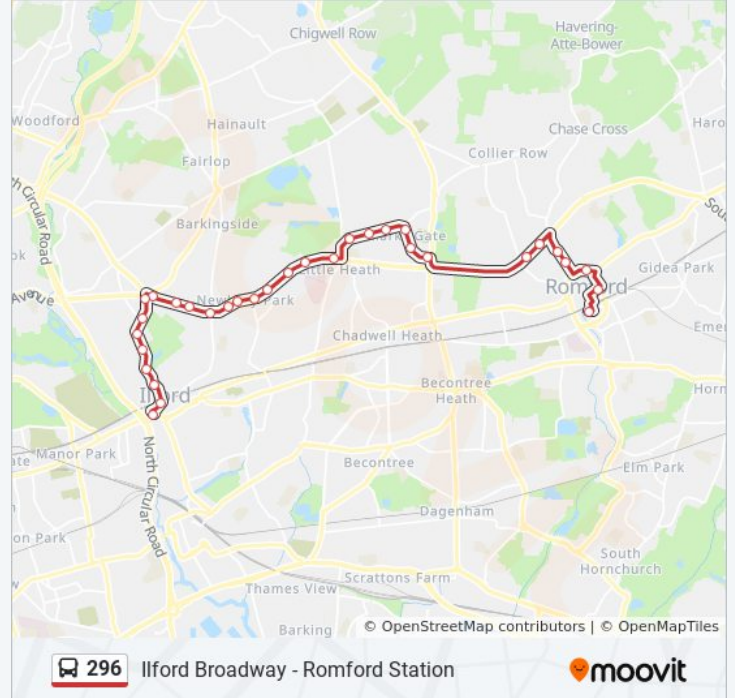 Chigwell Row
Havering-
Atte-Bower
Woodford
Hainault
Chase Cross
Haro
Collier Row
Fairlop
h Circular Road
Barkingside
Sou
ok
Gate
Gidea Park
Little Heath
Romford
Avenue
Park
Chadwell Heath
Emer
Ilford
Becontree
Heath
Horn
ate Manor Park
North Circular Road
Becontree
Elm Park
Dagenham
on Park
South
Hornchurch
Scrattons Farm
Thames View
w
Barking
© OpenStreetMap contributors | © OpenMapTiles
296 Ilford Broadway - Romford Station
moovit